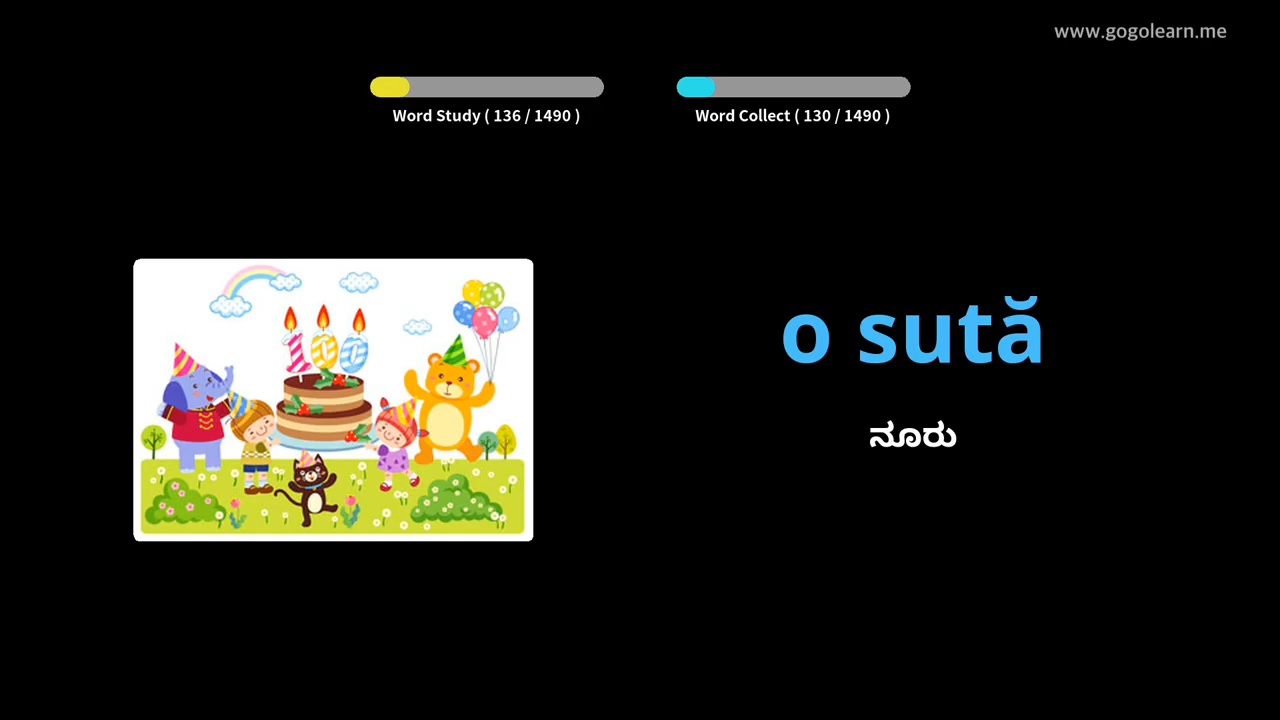 www.gogolearn.me
Word Study ( 136 / 1490 )
Word Collect ( 130 / 1490 )
100
o sută
ನೂರು